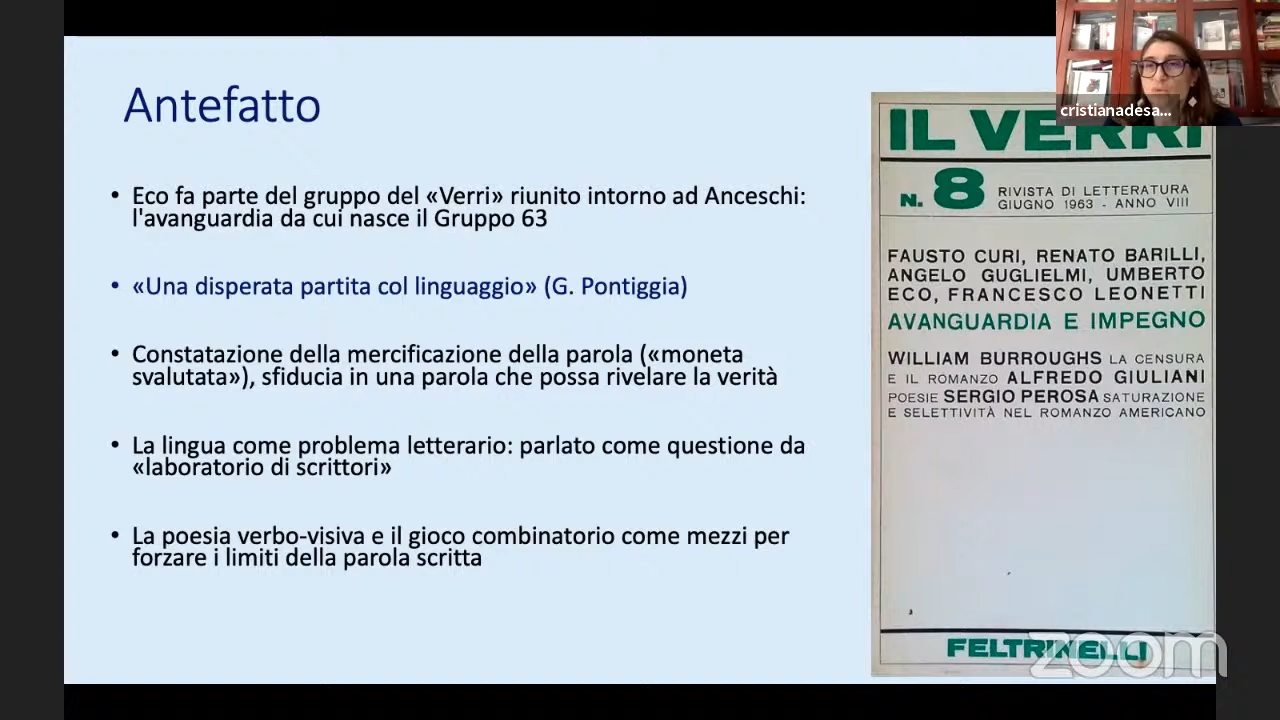 Antefatto
• Eco fa parte del gruppo del «Verri» riunito intorno ad Anceschi:
l'avanguardia da cui nasce il Gruppo 63
• «Una disperata partita col linguaggio» (G. Pontiggia)
• Constatazione della mercificazione della parola («moneta
svalutata»), sfiducia in una parola che possa rivelare la verità
• La lingua come problema letterario: parlato come questione da
«laboratorio di scrittori»
• La poesia verbo-visiva e il gioco combinatorio come mezzi per
forzare i limiti della parola scritta
cristianadesa...
IL VERRI
N. 8 RIVISTA DI LETTERATURA
GIUGNO 1963 - ANNO VIII
FAUSTO CURI, RENATO BARILLI,
ANGELO GUGLIELMI, UMBERTO
ECO, FRANCESCO LEONETTI
AVANGUARDIA E IMPEGNO
WILLIAM BURROUGHS LA CENSURA
E IL ROMANZO ALFREDO GIULIANI
POESIE SERGIO PEROSA SATURAZIONE
E SELETTIVITÀ NEL ROMANZO AMERICANO
FELTRINELLI
zoom